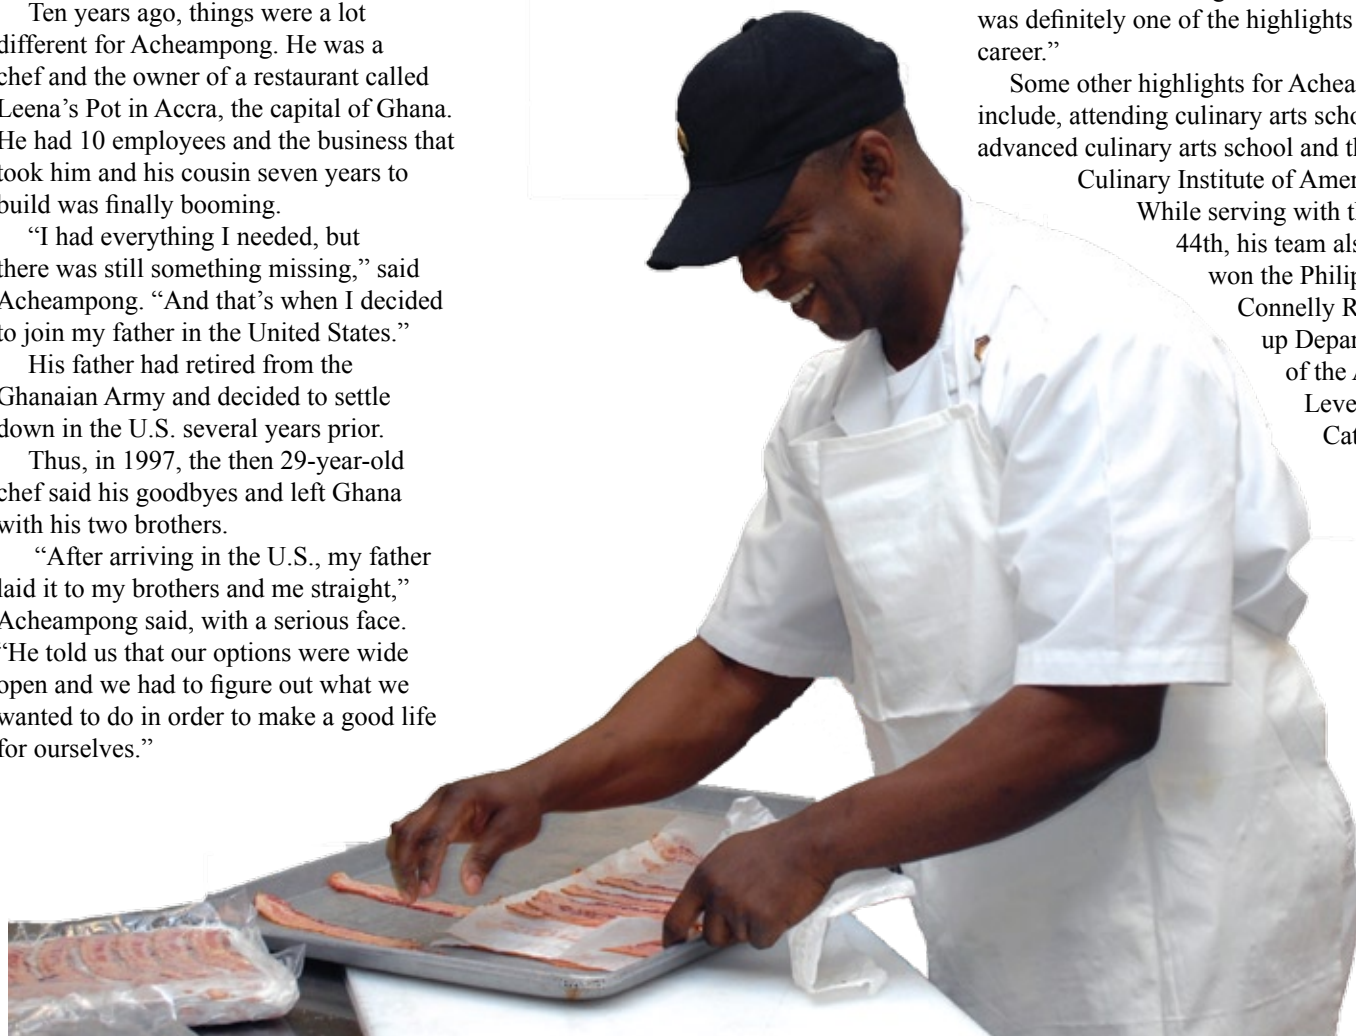 Ten years ago, things were a lot
different for Acheampong. He was a
chef and the owner of a restaurant called
Leena’s Pot in Accra, the capital of Ghana.
He had 10 employees and the business that
took him and his cousin seven years to
build was finally booming.
“I had everything I needed, but
there was still something missing,” said
Acheampong. “And that’s when I decided
to join my father in the United States.”
His father had retired from the
Ghanaian Army and decided to settle
down in the U.S. several years prior.
Thus, in 1997, the then 29-year-old
chef said his goodbyes and left Ghana
with his two brothers.
“After arriving in the U.S., my father
laid it to my brothers and me straight,”
Acheampong said, with a serious face.
“He told us that our options were wide
open and we had to figure out what we
wanted to do in order to make a good life
for ourselves.”
was definitely one of the highlights
career.”
Some other highlights for
include, attending culinary arts
advanced culinary arts school and
Culinary Institute of
While serving with
44th, his team
won the
Connelly
up
of the